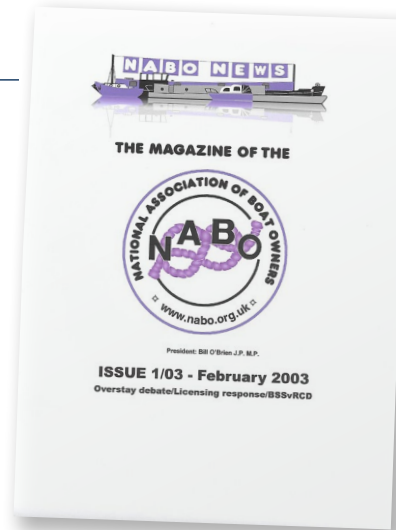 NABO NEWS
THE MAGAZINE OF THE
NATIONAL ASSOCIATION OF BOAT OWNERS
NABO
www.nabo.org.uk
President: Bill O'Brien J.P. M.P.
ISSUE 1/03 - February 2003
Overstay debate/Licensing response/BSSvRCD